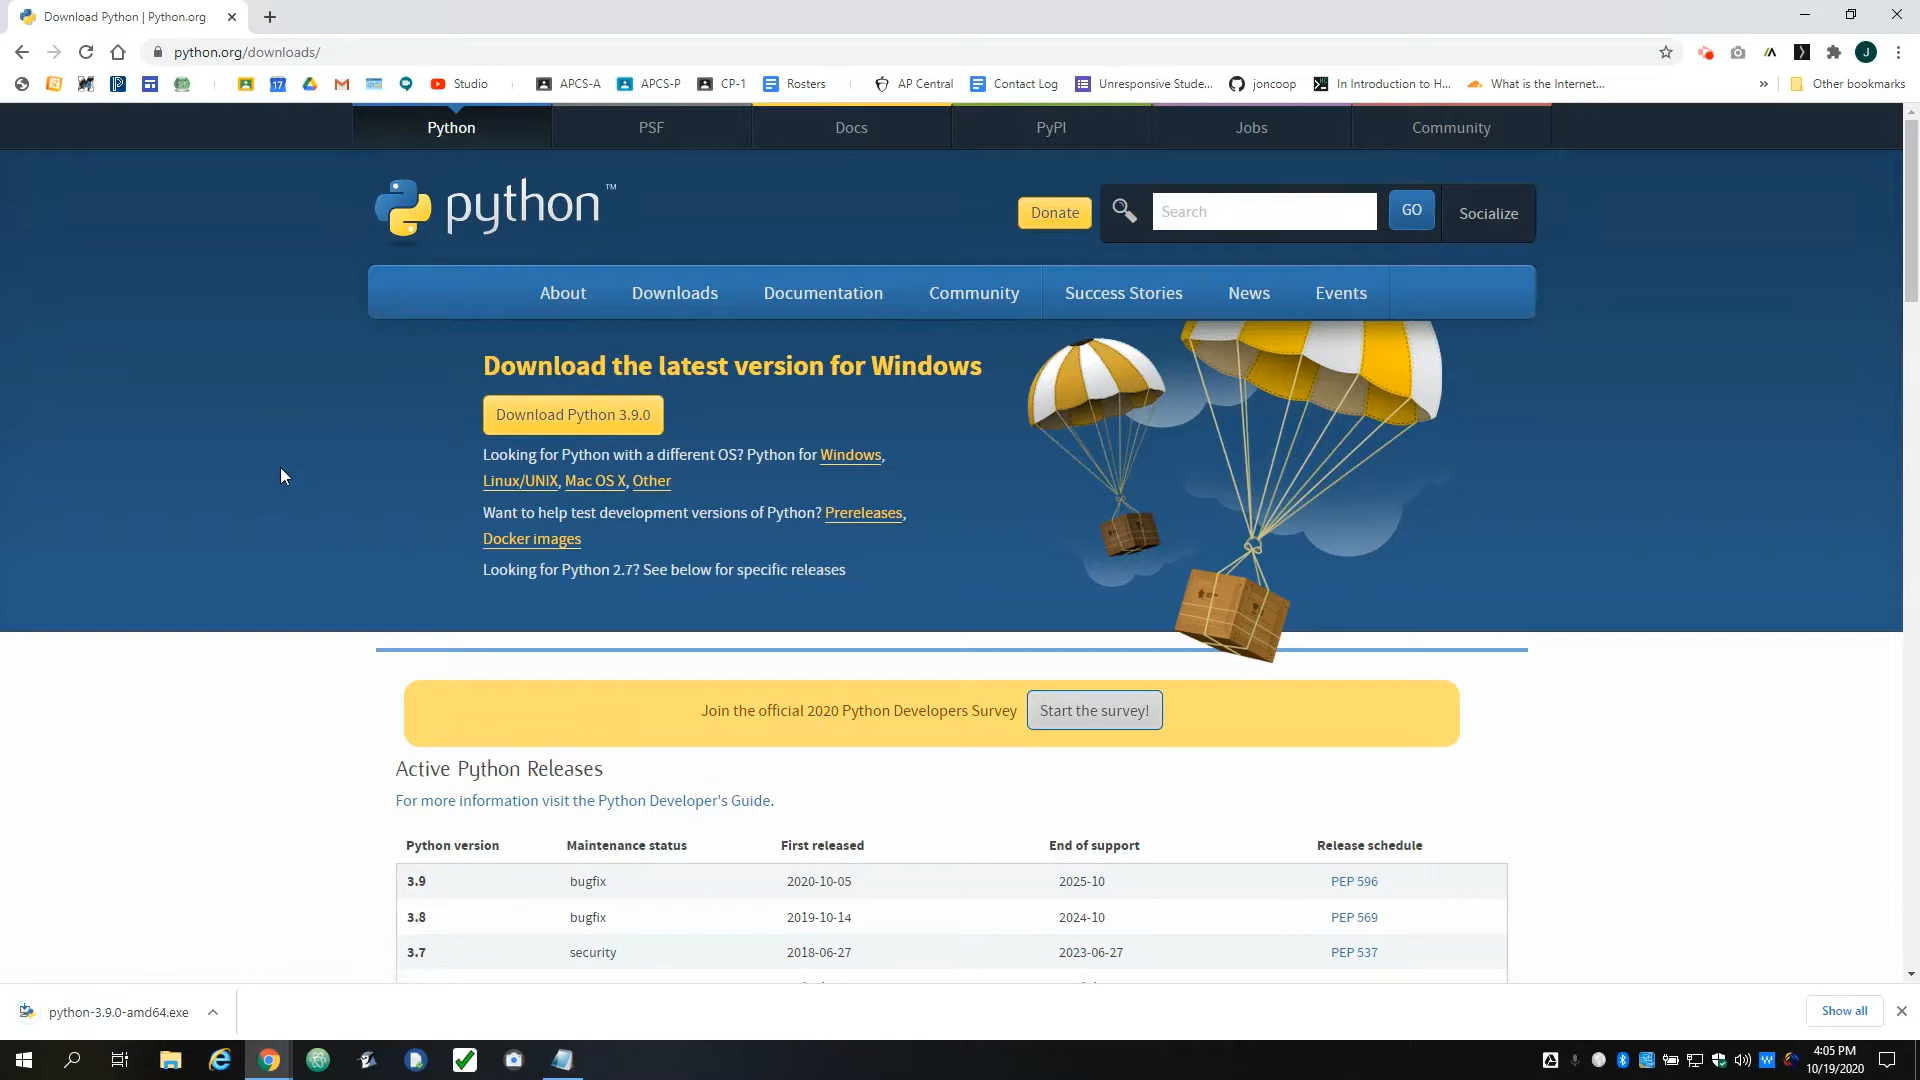 Download Python | Python.org
python.org/downloads/
J
17
Studio
APCS-A
APCS-P
CP-1
Rosters
AP Central
Contact Log
Unresponsive Stude...
joncoop
In Introduction to H...
What is the Internet...
»
Other bookmarks
Python
PSF
Docs
PyPI
Jobs
Community
python™
Donate
Search
GO
Socialize
About
Downloads
Documentation
Community
Success Stories
News
Events
Download the latest version for Windows
Download Python 3.9.0
Looking for Python with a different OS? Python for Windows,
Linux/UNIX, Mac OS X, Other
Want to help test development versions of Python? Prereleases,
Docker images
Looking for Python 2.7? See below for specific releases
Join the official 2020 Python Developers Survey
Start the survey!
Active Python Releases
For more information visit the Python Developer's Guide.
Python version Maintenance status First released End of support Release schedule
3.9 bugfix 2020-10-05 2025-10 PEP 596
3.8 bugfix 2019-10-14 2024-10 PEP 569
3.7 security 2018-06-27 2023-06-27 PEP 537
python-3.9.0-amd64.exe
Show all
4:05 PM
10/19/2020